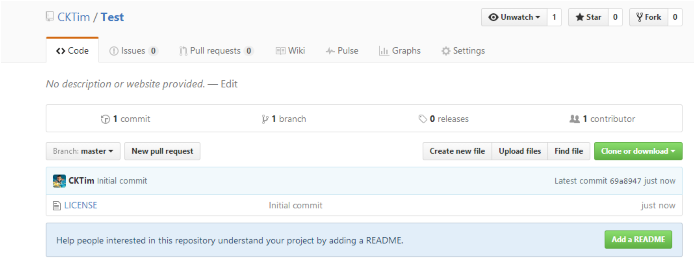 CKTim / Test Unwatch 1 Star 0 Fork 0
Code Issues 0 Pull requests 0 Wiki Pulse Graphs Settings
No description or website provided. — Edit
1 commit 1 branch 0 releases 1 contributor
Branch: master New pull request Create new file Upload files Find file Clone or download
CKTim Initial commit Latest commit 69a8947 just now
LICENSE Initial commit just now
Help people interested in this repository understand your project by adding a README. Add a README